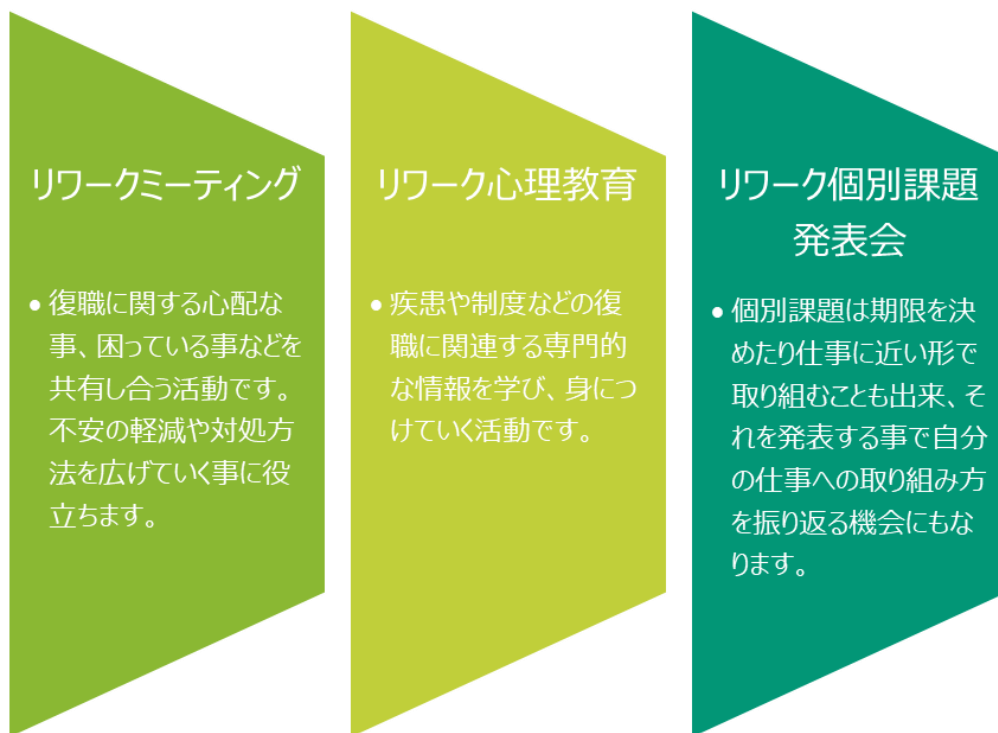 リワークミーティング
• 復職に関する心配な
事、困っている事などを
共有し合う活動です。
不安の軽減や対処方
法を広げていく事に役
立ちます。
リワーク心理教育
• 疾患や制度などの復
職に関連する専門的
な情報を学び、身につ
けていく活動です。
リワーク個別課題
発表会
• 個別課題は期限を決
めたり仕事に近い形で
取り組むことも出来、そ
れを発表する事で自分
の仕事への取り組み方
を振り返る機会にもな
ります。